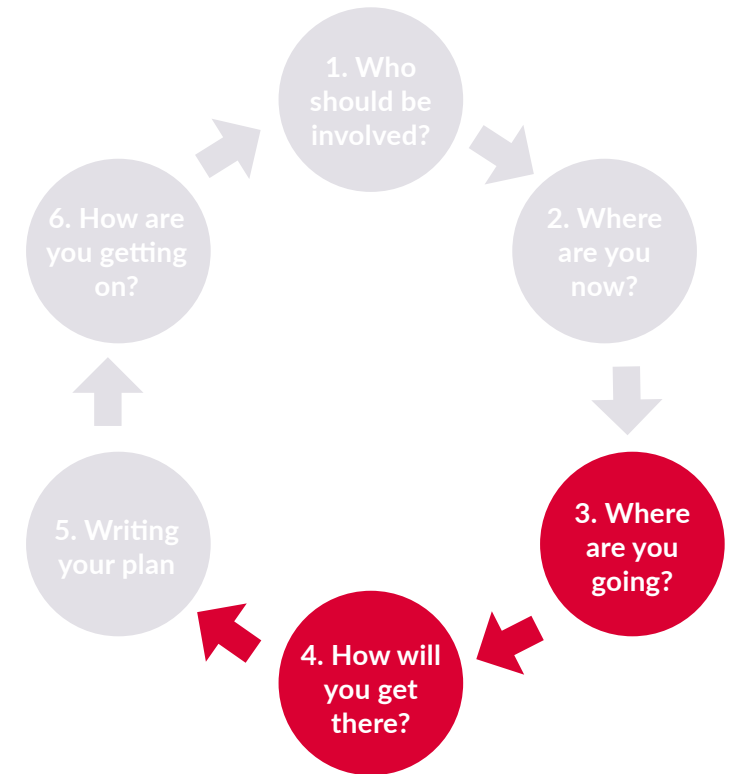 1. Who
should be
involved?
2. Where
are you
now?
3. Where
are you
going?
4. How will
you get
there?
5. Writing
your plan
6. How are
you getting
on?